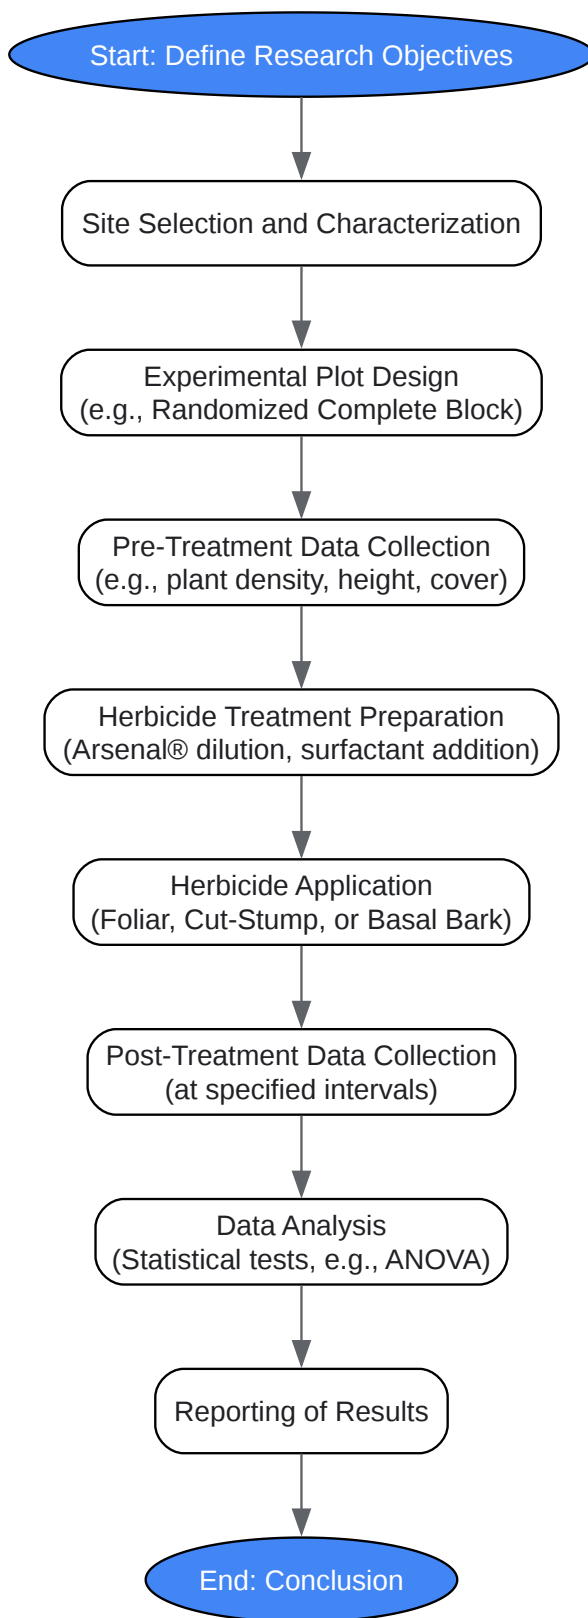 Start: Define Research Objectives
Site Selection and Characterization
Experimental Plot Design
(e.g., Randomized Complete Block)
Pre-Treatment Data Collection
(e.g., plant density, height, cover)
Herbicide Treatment Preparation
(Arsenal® dilution, surfactant addition)
Herbicide Application
(Foliar, Cut-Stump, or Basal Bark)
Post-Treatment Data Collection
(at specified intervals)
Data Analysis
(Statistical tests, e.g., ANOVA)
Reporting of Results
End: Conclusion